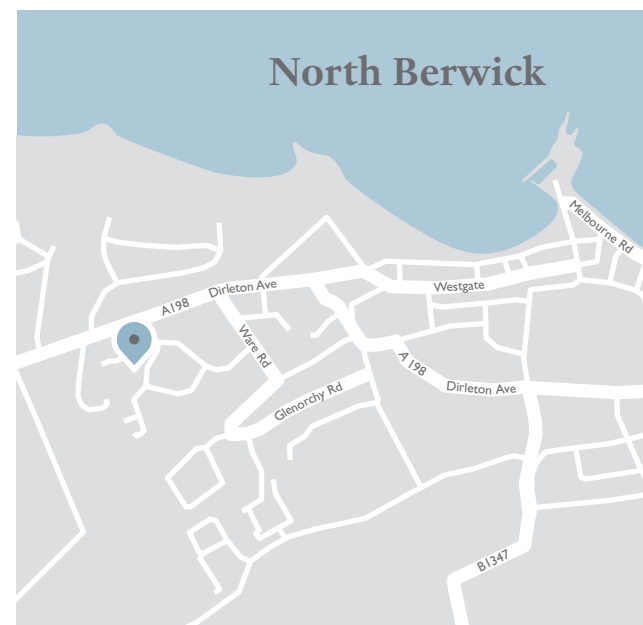 North Berwick
Melbourne Rd
Dirleton Ave
Westgate
A198
Ware Rd
A 198
Dirleton Ave
Glenorchy Rd
B1347